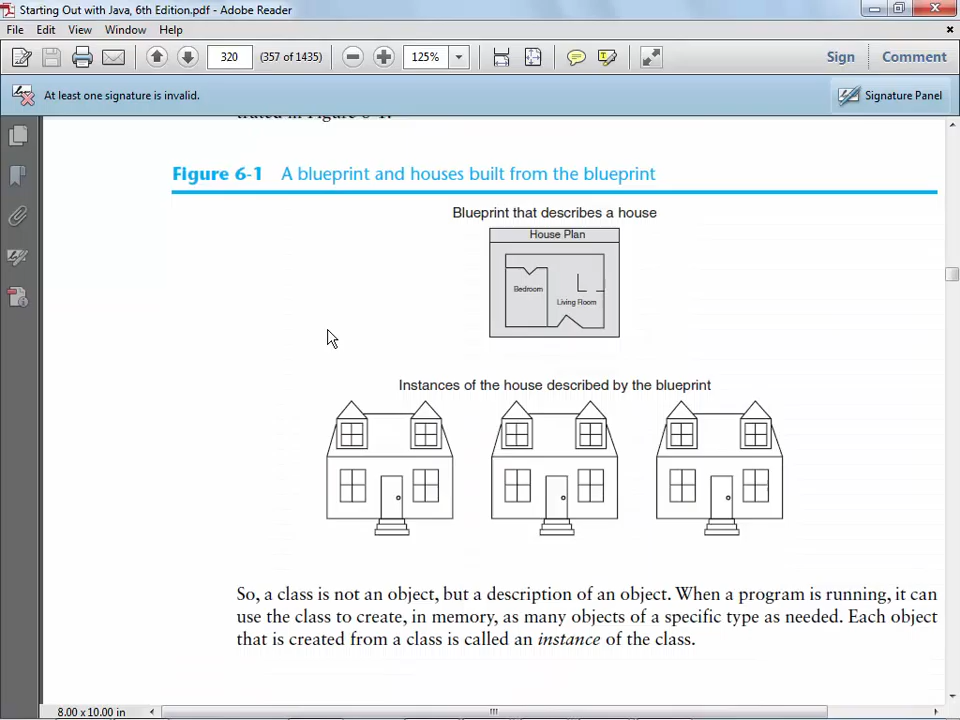 Starting Out with Java, 6th Edition.pdf - Adobe Reader
File Edit View Window Help
320 (357 of 1435) 125% Sign Comment
At least one signature is invalid. Signature Panel
trated in Figure 6-1.
Figure 6-1 A blueprint and houses built from the blueprint
Blueprint that describes a house
House Plan
Bedroom
Living Room
Instances of the house described by the blueprint
So, a class is not an object, but a description of an object. When a program is running, it can
use the class to create, in memory, as many objects of a specific type as needed. Each object
that is created from a class is called an instance of the class.
8.00 x 10.00 in